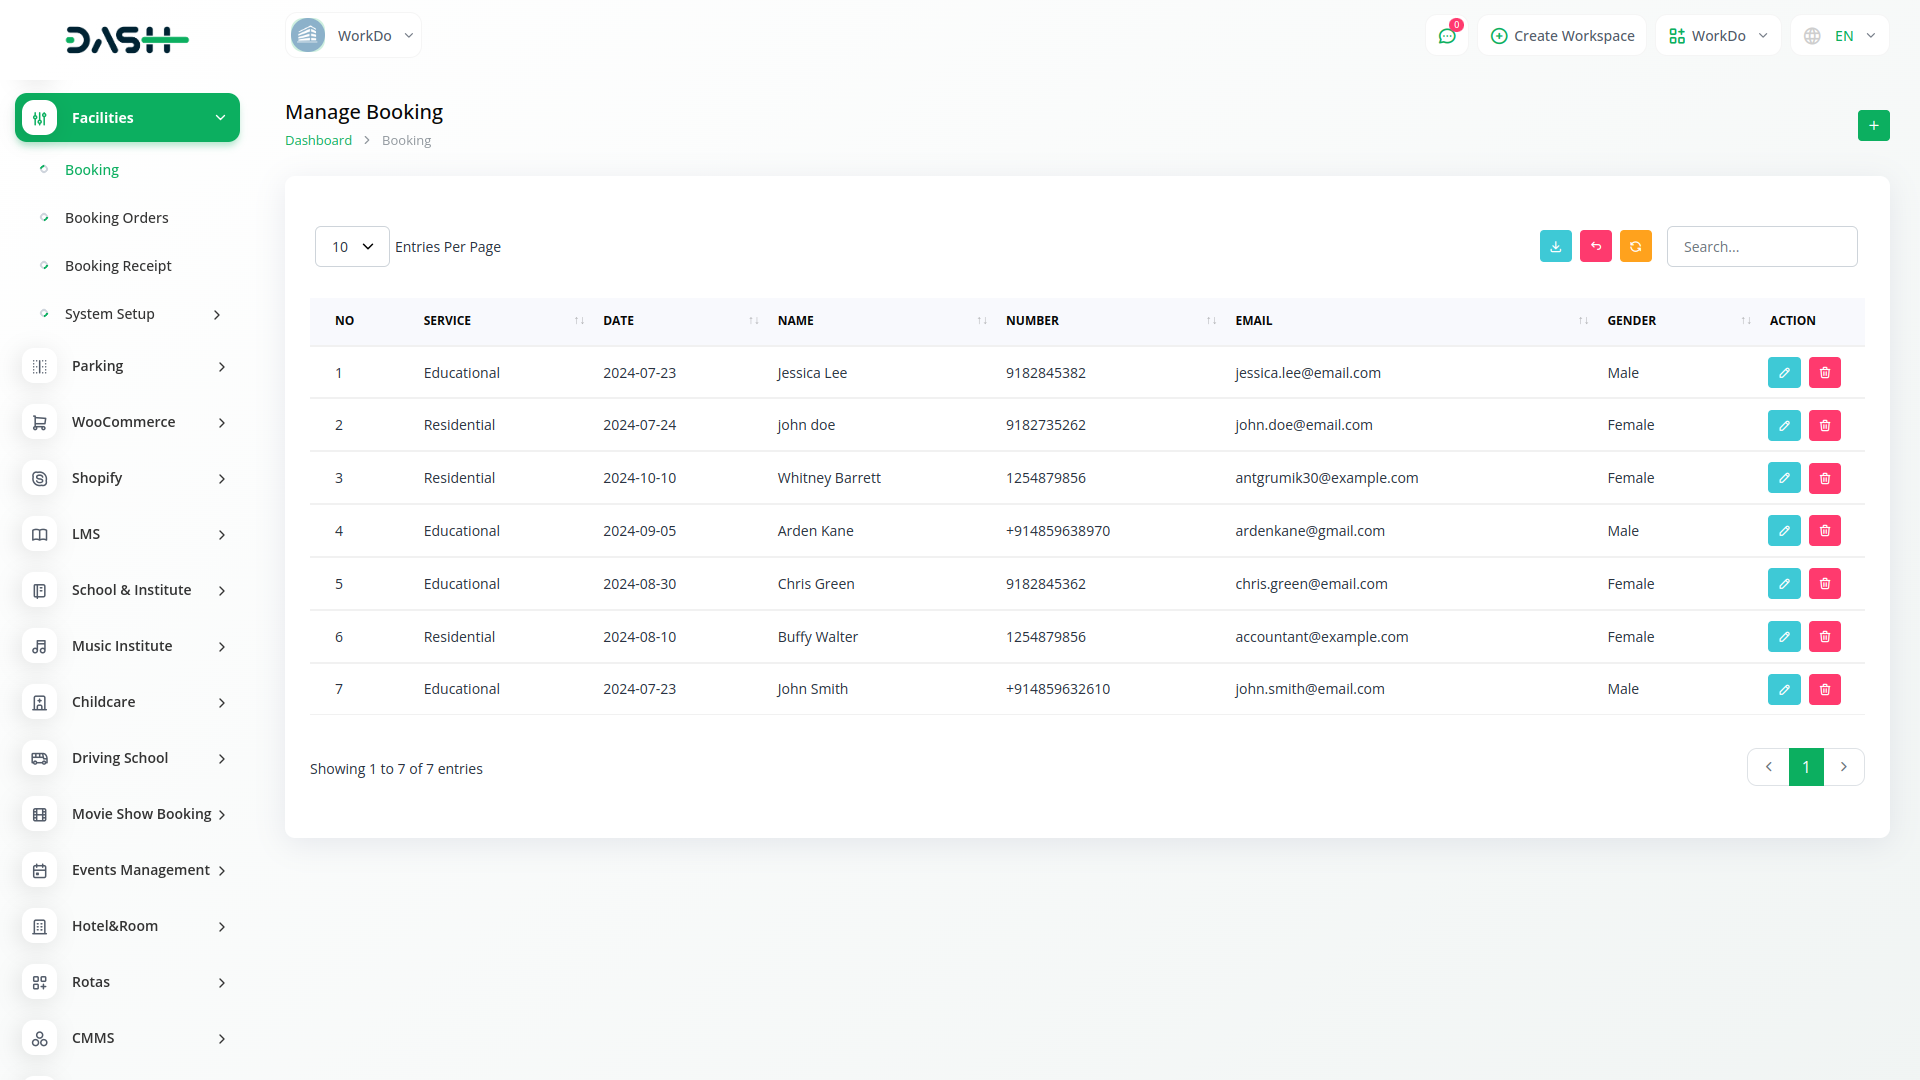 DASH
WorkDo
0
Create Workspace
WorkDo
EN
Facilities
Booking
Booking Orders
Booking Receipt
System Setup
Parking
WooCommerce
Shopify
LMS
School & Institute
Music Institute
Childcare
Driving School
Movie Show Booking
Events Management
Hotel&Room
Rotas
CMMS
Manage Booking
Dashboard > Booking
+
10 Entries Per Page
Search...
NO SERVICE DATE NAME NUMBER EMAIL GENDER ACTION
1 Educational 2024-07-23 Jessica Lee 9182845382 jessica.lee@email.com Male
2 Residential 2024-07-24 john doe 9182735262 john.doe@email.com Female
3 Residential 2024-10-10 Whitney Barrett 1254879856 antgrumik30@example.com Female
4 Educational 2024-09-05 Arden Kane +914859638970 ardenkane@gmail.com Male
5 Educational 2024-08-30 Chris Green 9182845362 chris.green@email.com Female
6 Residential 2024-08-10 Buffy Walter 1254879856 accountant@example.com Female
7 Educational 2024-07-23 John Smith +914859632610 john.smith@email.com Male
Showing 1 to 7 of 7 entries
1